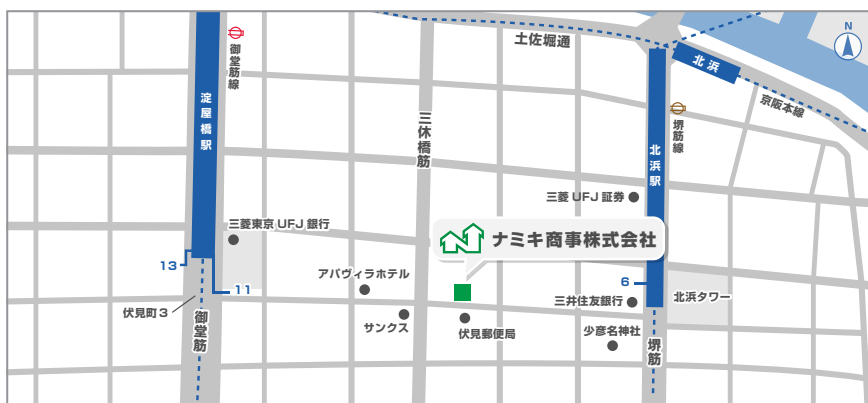 土佐堀通
N
御堂筋線
北浜
淀屋橋駅
京阪本線
三休橋筋
堺筋線
北浜駅
三菱UFJ証券
三菱東京UFJ銀行
ナミキ商事株式会社
13
11
アパヴィラホテル
6
北浜タワー
三井住友銀行
伏見町3
御堂筋
サンクス
伏見郵便局
少彦名神社
堺筋